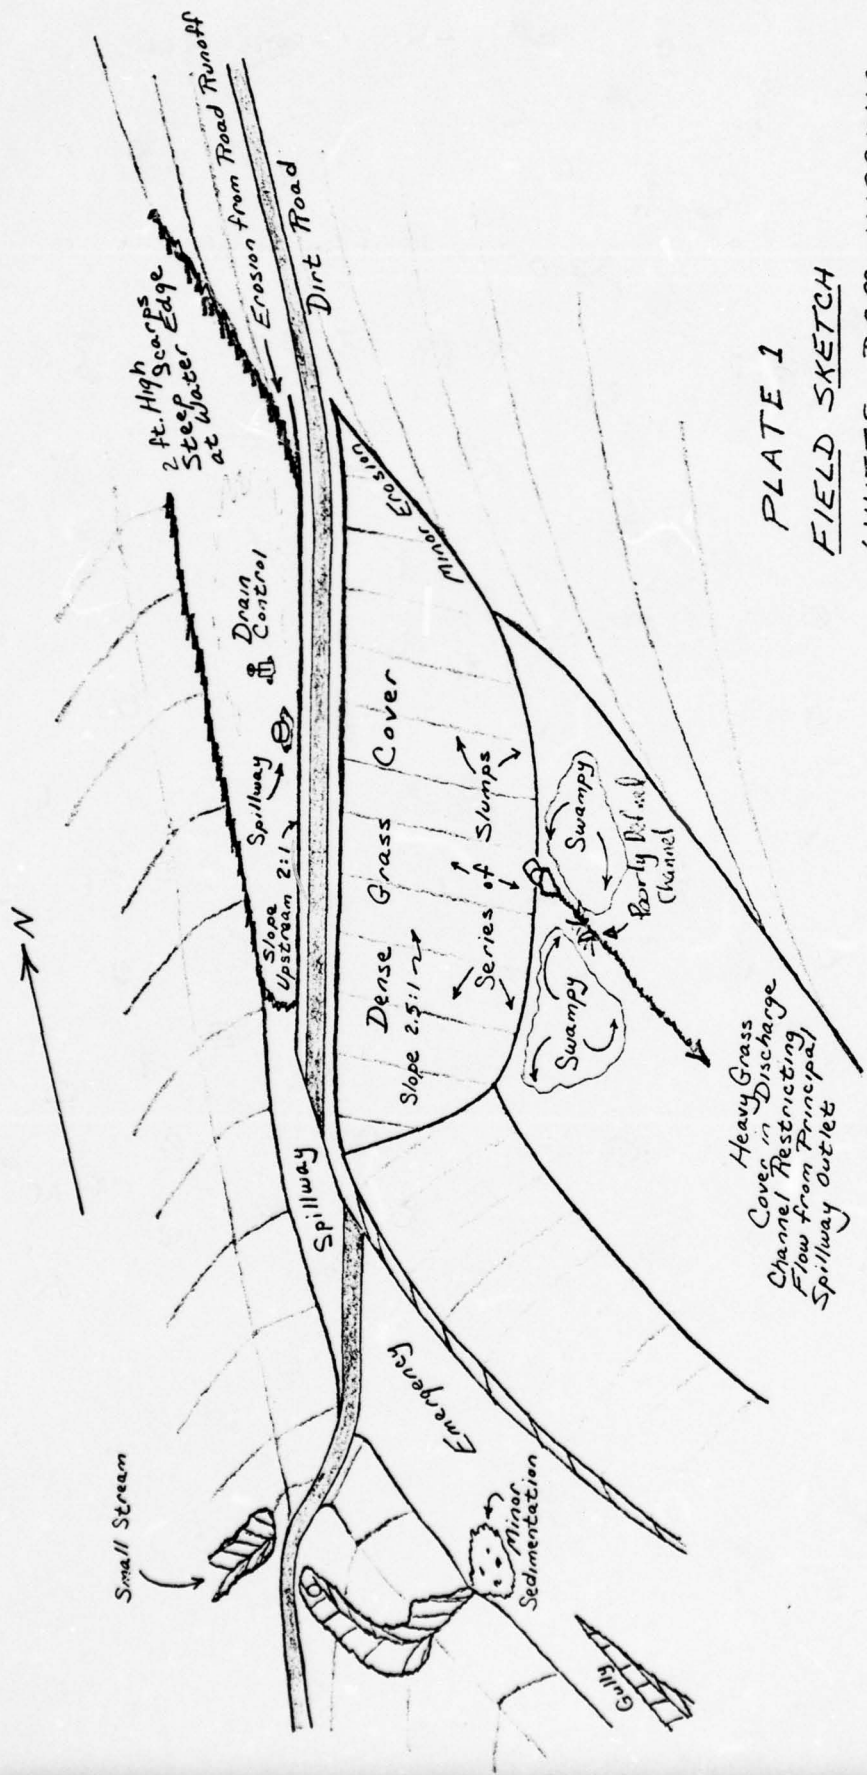 N
2 ft. High
Steep Scarps
at Water Edge
Erosion from Road Runoff
Dirt Road
Drain
Control
Spillway
Slope
Upstream 2:1
Minor Erosion
Dense Grass Cover
Slope 2.5:1
Series of Slumps
Swampy
Swampy
Poorly Defined
Channel
Small Stream
Emergency Spillway
Minor
Sedimentation
Gully
Heavy Grass
Cover in Discharge
Channel Restricting
Flow from Principal
Spillway Outlet
PLATE 1
FIELD SKETCH